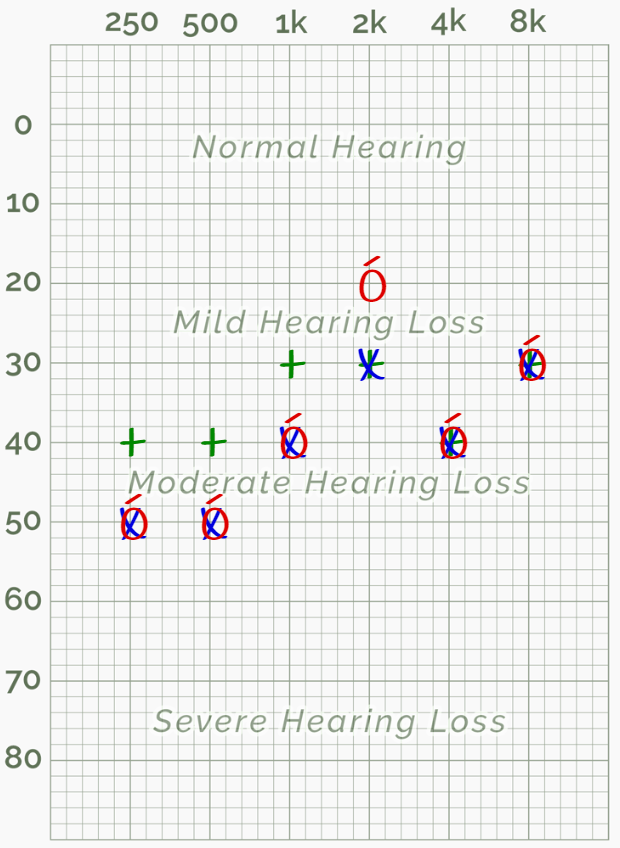 250 500 1k 2k 4k 8k
0
Normal Hearing
10
20
Mild Hearing Loss
30
40
Moderate Hearing Loss
50
60
70
Severe Hearing Loss
80